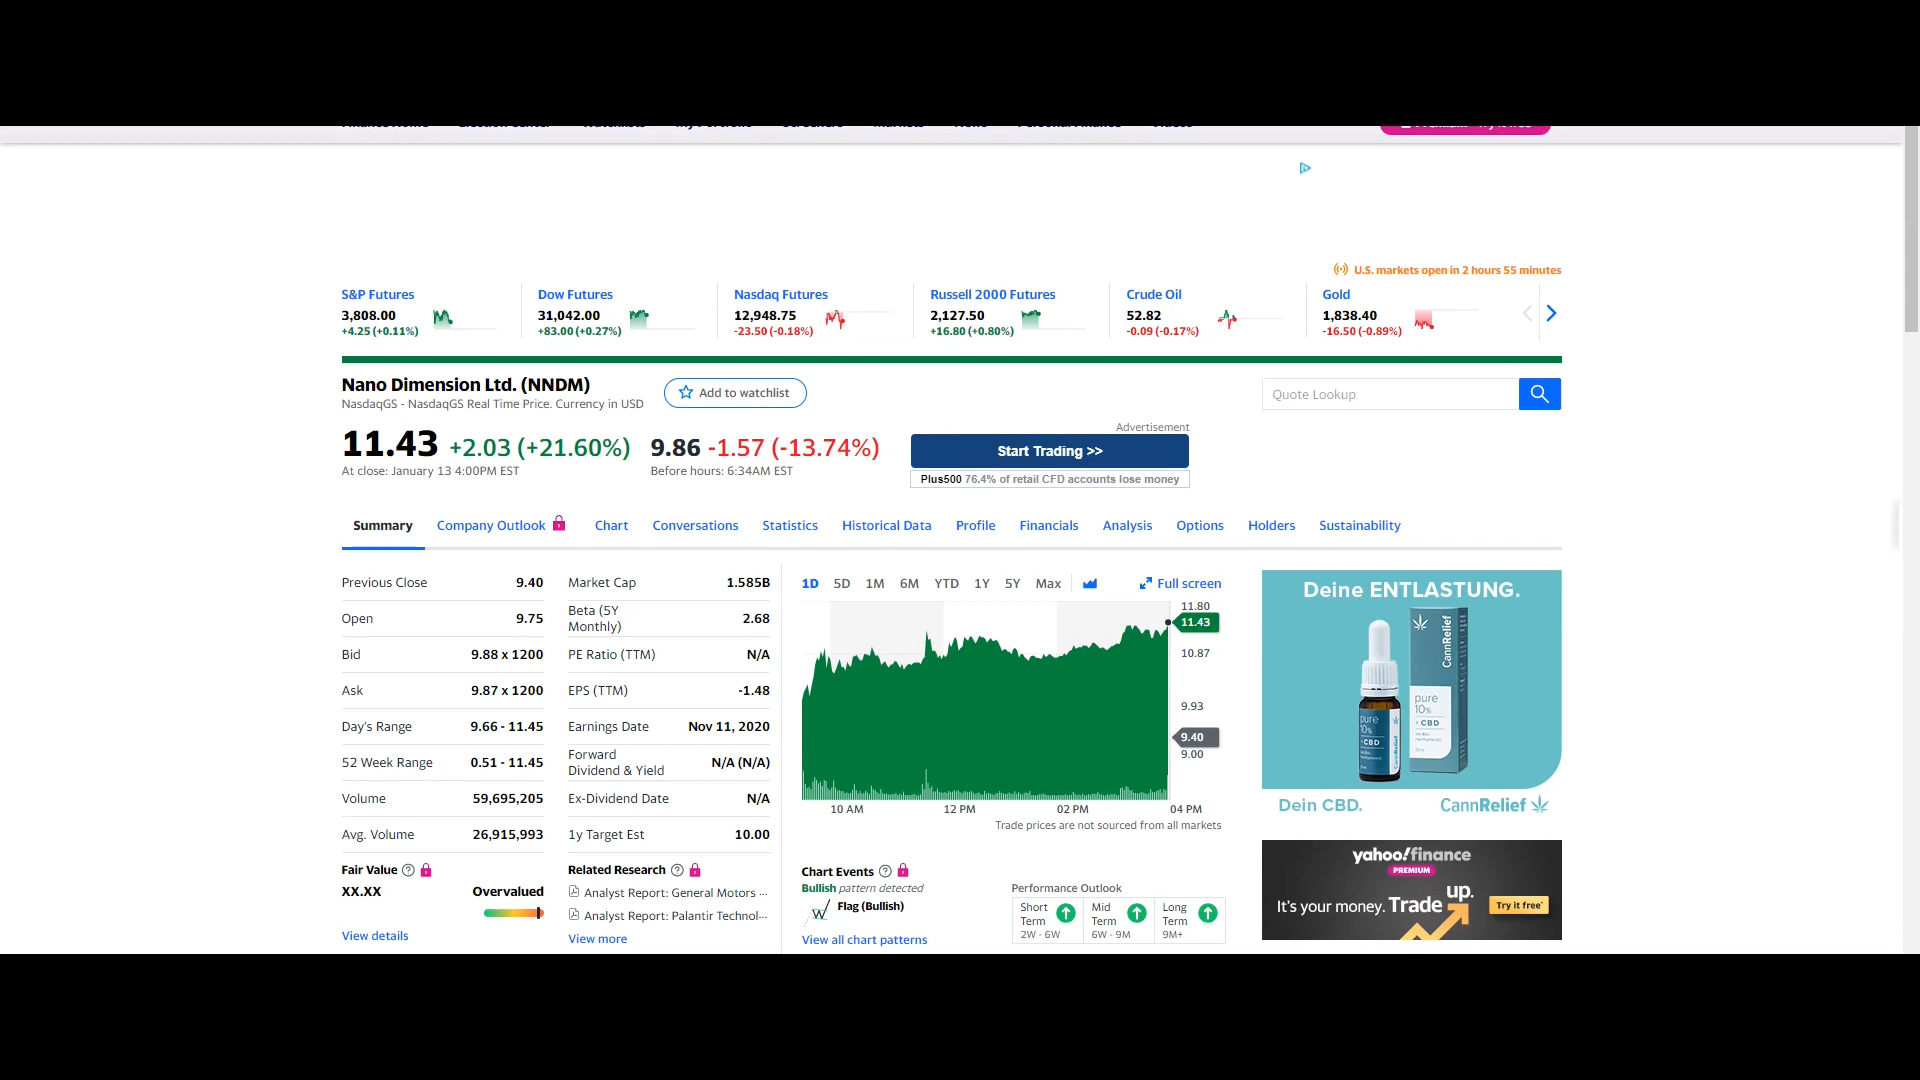 U.S. markets open in 2 hours 55 minutes
S&P Futures
3,808.00
+4.25 (+0.11%)
Dow Futures
31,042.00
+83.00 (+0.27%)
Nasdaq Futures
12,948.75
-23.50 (-0.18%)
Russell 2000 Futures
2,127.50
+16.80 (+0.80%)
Crude Oil
52.82
-0.09 (-0.17%)
Gold
1,838.40
-16.50 (-0.89%)
Nano Dimension Ltd. (NNDM)
NasdaqGS - NasdaqGS Real Time Price. Currency in USD
Add to watchlist
Quote Lookup
11.43 +2.03 (+21.60%)
At close: January 13 4:00PM EST
9.86 -1.57 (-13.74%)
Before hours: 6:34AM EST
Advertisement
Start Trading >>
Plus500 76.4% of retail CFD accounts lose money
Summary Company Outlook Chart Conversations Statistics Historical Data Profile Financials Analysis Options Holders Sustainability
Previous Close 9.40
Open 9.75
Bid 9.88 x 1200
Ask 9.87 x 1200
Day's Range 9.66 - 11.45
52 Week Range 0.51 - 11.45
Volume 59,695,205
Avg. Volume 26,915,993
Market Cap 1.585B
Beta (5Y
Monthly) 2.68
PE Ratio (TTM) N/A
EPS (TTM) -1.48
Earnings Date Nov 11, 2020
Forward
Dividend & Yield N/A (N/A)
Ex-Dividend Date N/A
1y Target Est 10.00
Fair Value
XX.XX Overvalued
View details
Related Research
Analyst Report: General Motors ...
Analyst Report: Palantir Technol...
View more
1D 5D 1M 6M YTD 1Y 5Y Max Full screen
11.80
11.43
10.87
9.93
9.40
9.00
10 AM 12 PM 02 PM 04 PM
Trade prices are not sourced from all markets
Chart Events
Bullish pattern detected
Flag (Bullish)
View all chart patterns
Performance Outlook
Short
Term
2W - 6W
Mid
Term
6W - 9M
Long
Term
9M+
Deine ENTLASTUNG.
CannRelief
pure
10%
+ CBD
pure
10%
+ CBD
CannRelief
Dein CBD. CannRelief
yahoo!finance
PREMIUM
It's your money. Trade up.
Try it free*